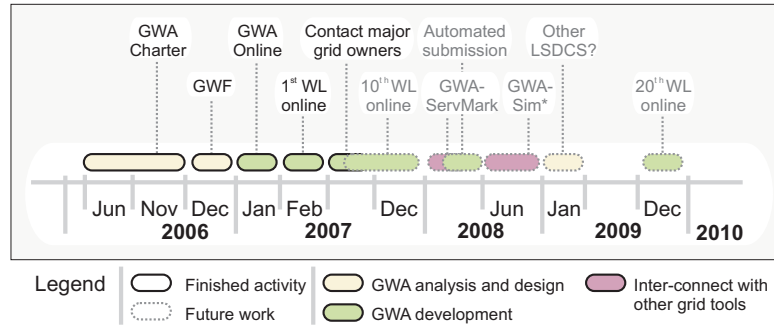 GWA Charter
GWA Online
Contact major grid owners
Automated submission
Other LSDCS?
GWF
1st WL online
10th WL online
GWA-ServMark
GWA-Sim*
20th WL online
Jun Nov Dec Jan Feb Dec Jun Jan Dec
2006 2007 2008 2009 2010
Legend
Finished activity
Future work
GWA analysis and design
GWA development
Inter-connect with
other grid tools